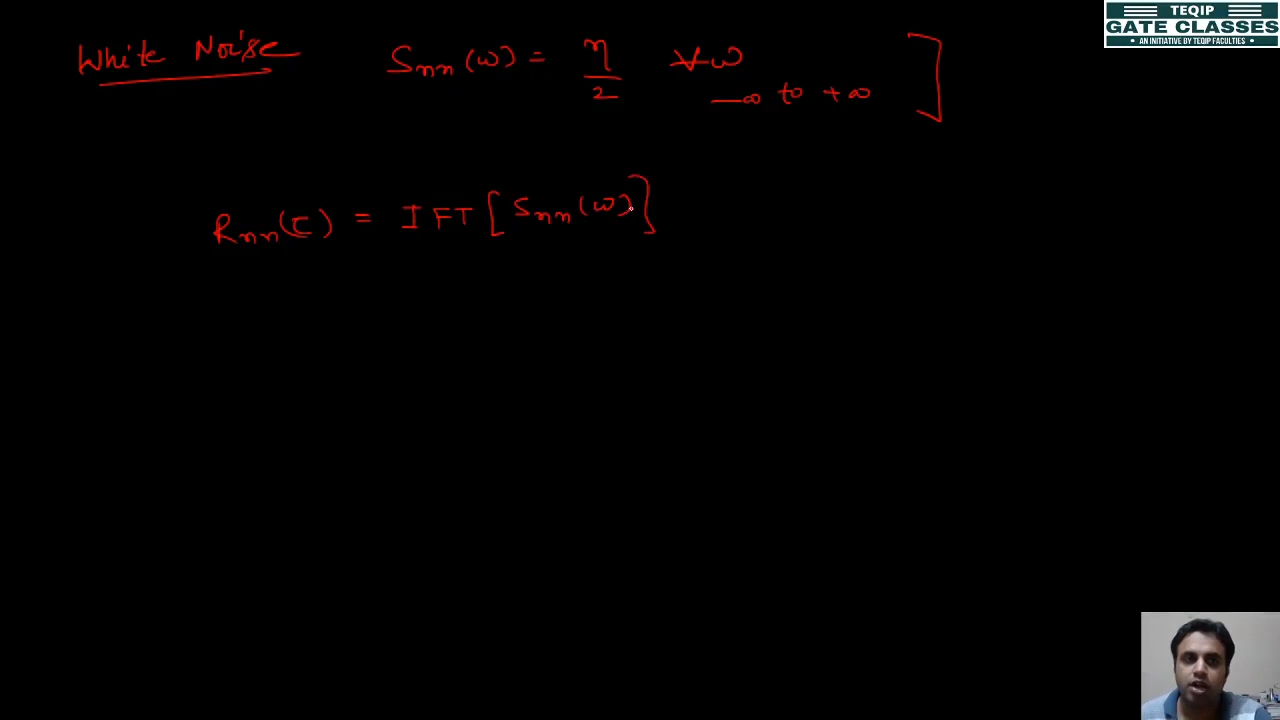 TEQIP
GATE CLASSES
• AN INITIATIVE BY TEQIP FACULTIES •
White Noise Snn(ω) = η/2 ∀ω
-∞ to +∞ ]
Rnn(τ) = IFT[Snn(ω)]